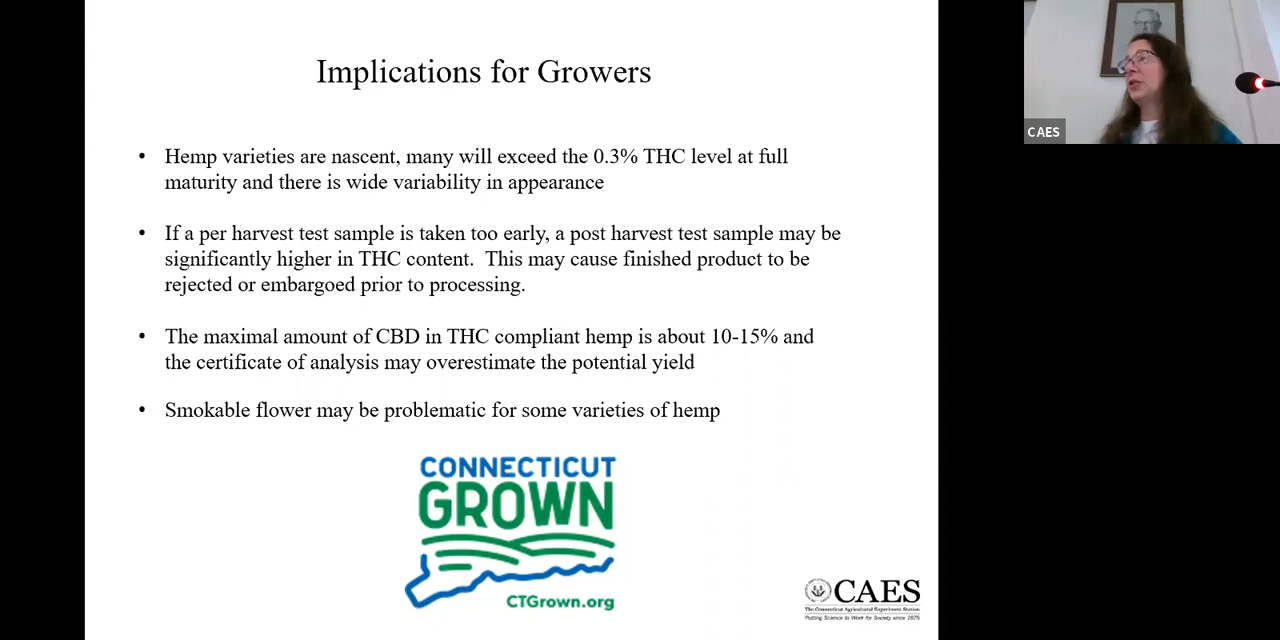 Implications for Growers
• Hemp varieties are nascent, many will exceed the 0.3% THC level at full
maturity and there is wide variability in appearance
• If a per harvest test sample is taken too early, a post harvest test sample may be
significantly higher in THC content.  This may cause finished product to be
rejected or embargoed prior to processing.
• The maximal amount of CBD in THC compliant hemp is about 10-15% and
the certificate of analysis may overestimate the potential yield
• Smokable flower may be problematic for some varieties of hemp
CONNECTICUT
GROWN
CTGrown.org
CAES
The Connecticut Agricultural Experiment Station
Putting Science to Work for Society since 1875
CAES